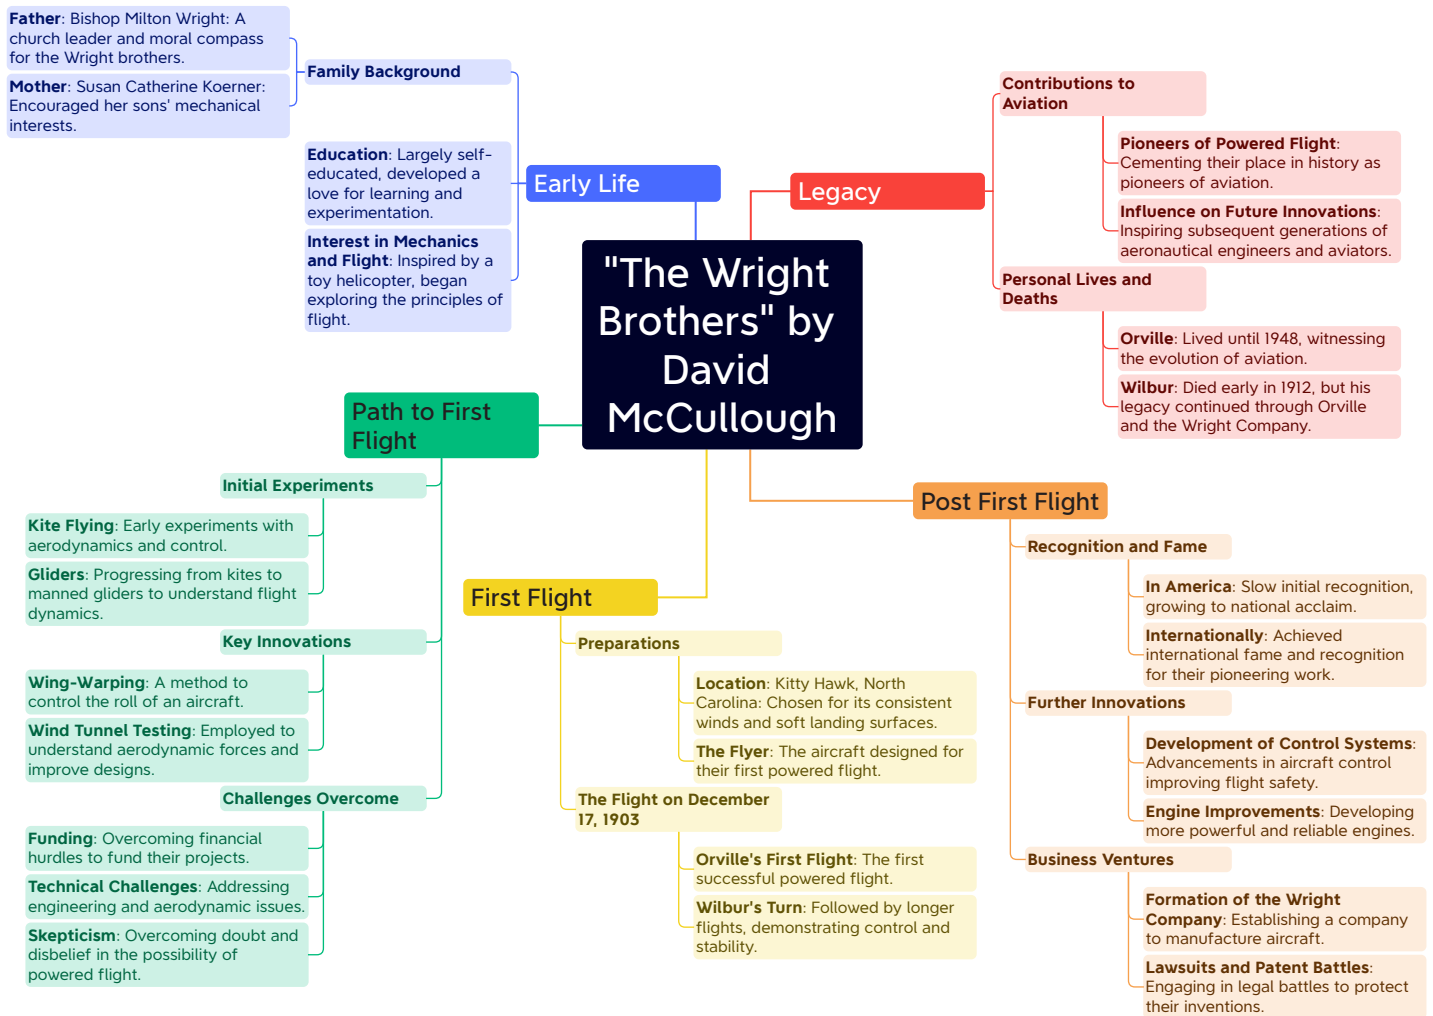 "The Wright
Brothers" by
David
McCullough
Early Life
Family Background
Father: Bishop Milton Wright: A
church leader and moral compass
for the Wright brothers.
Mother: Susan Catherine Koerner:
Encouraged her sons' mechanical
interests.
Education: Largely self-
educated, developed a
love for learning and
experimentation.
Interest in Mechanics
and Flight: Inspired by a
toy helicopter, began
exploring the principles of
flight.
Path to First
Flight
Initial Experiments
Kite Flying: Early experiments with
aerodynamics and control.
Gliders: Progressing from kites to
manned gliders to understand flight
dynamics.
Key Innovations
Wing-Warping: A method to
control the roll of an aircraft.
Wind Tunnel Testing: Employed to
understand aerodynamic forces and
improve designs.
Challenges Overcome
Funding: Overcoming financial
hurdles to fund their projects.
Technical Challenges: Addressing
engineering and aerodynamic issues.
Skepticism: Overcoming doubt and
disbelief in the possibility of
powered flight.
First Flight
Preparations
Location: Kitty Hawk, North
Carolina: Chosen for its consistent
winds and soft landing surfaces.
The Flyer: The aircraft designed for
their first powered flight.
The Flight on December
17, 1903
Orville's First Flight: The first
successful powered flight.
Wilbur's Turn: Followed by longer
flights, demonstrating control and
stability.
Post First Flight
Recognition and Fame
In America: Slow initial recognition,
growing to national acclaim.
Internationally: Achieved
international fame and recognition
for their pioneering work.
Further Innovations
Development of Control Systems:
Advancements in aircraft control
improving flight safety.
Engine Improvements: Developing
more powerful and reliable engines.
Business Ventures
Formation of the Wright
Company: Establishing a company
to manufacture aircraft.
Lawsuits and Patent Battles:
Engaging in legal battles to protect
their inventions.
Legacy
Contributions to
Aviation
Pioneers of Powered Flight:
Cementing their place in history as
pioneers of aviation.
Influence on Future Innovations:
Inspiring subsequent generations of
aeronautical engineers and aviators.
Personal Lives and
Deaths
Orville: Lived until 1948, witnessing
the evolution of aviation.
Wilbur: Died early in 1912, but his
legacy continued through Orville
and the Wright Company.